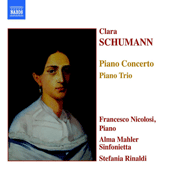 NAXOS
Clara
SCHUMANN
Piano Concerto
Piano Trio
Francesco Nicolosi,
Piano
Alma Mahler
Sinfonietta
Stefania Rinaldi